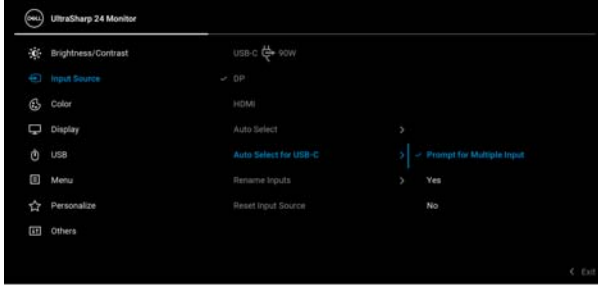 DELL UltraSharp 24 Monitor
Brightness/Contrast
USB-C 90W
Input Source
DP
Color
HDMI
Display
Auto Select
USB
Auto Select for USB-C
Prompt for Multiple Input
Menu
Rename Inputs
Yes
Personalize
Reset Input Source
No
Others
Exit